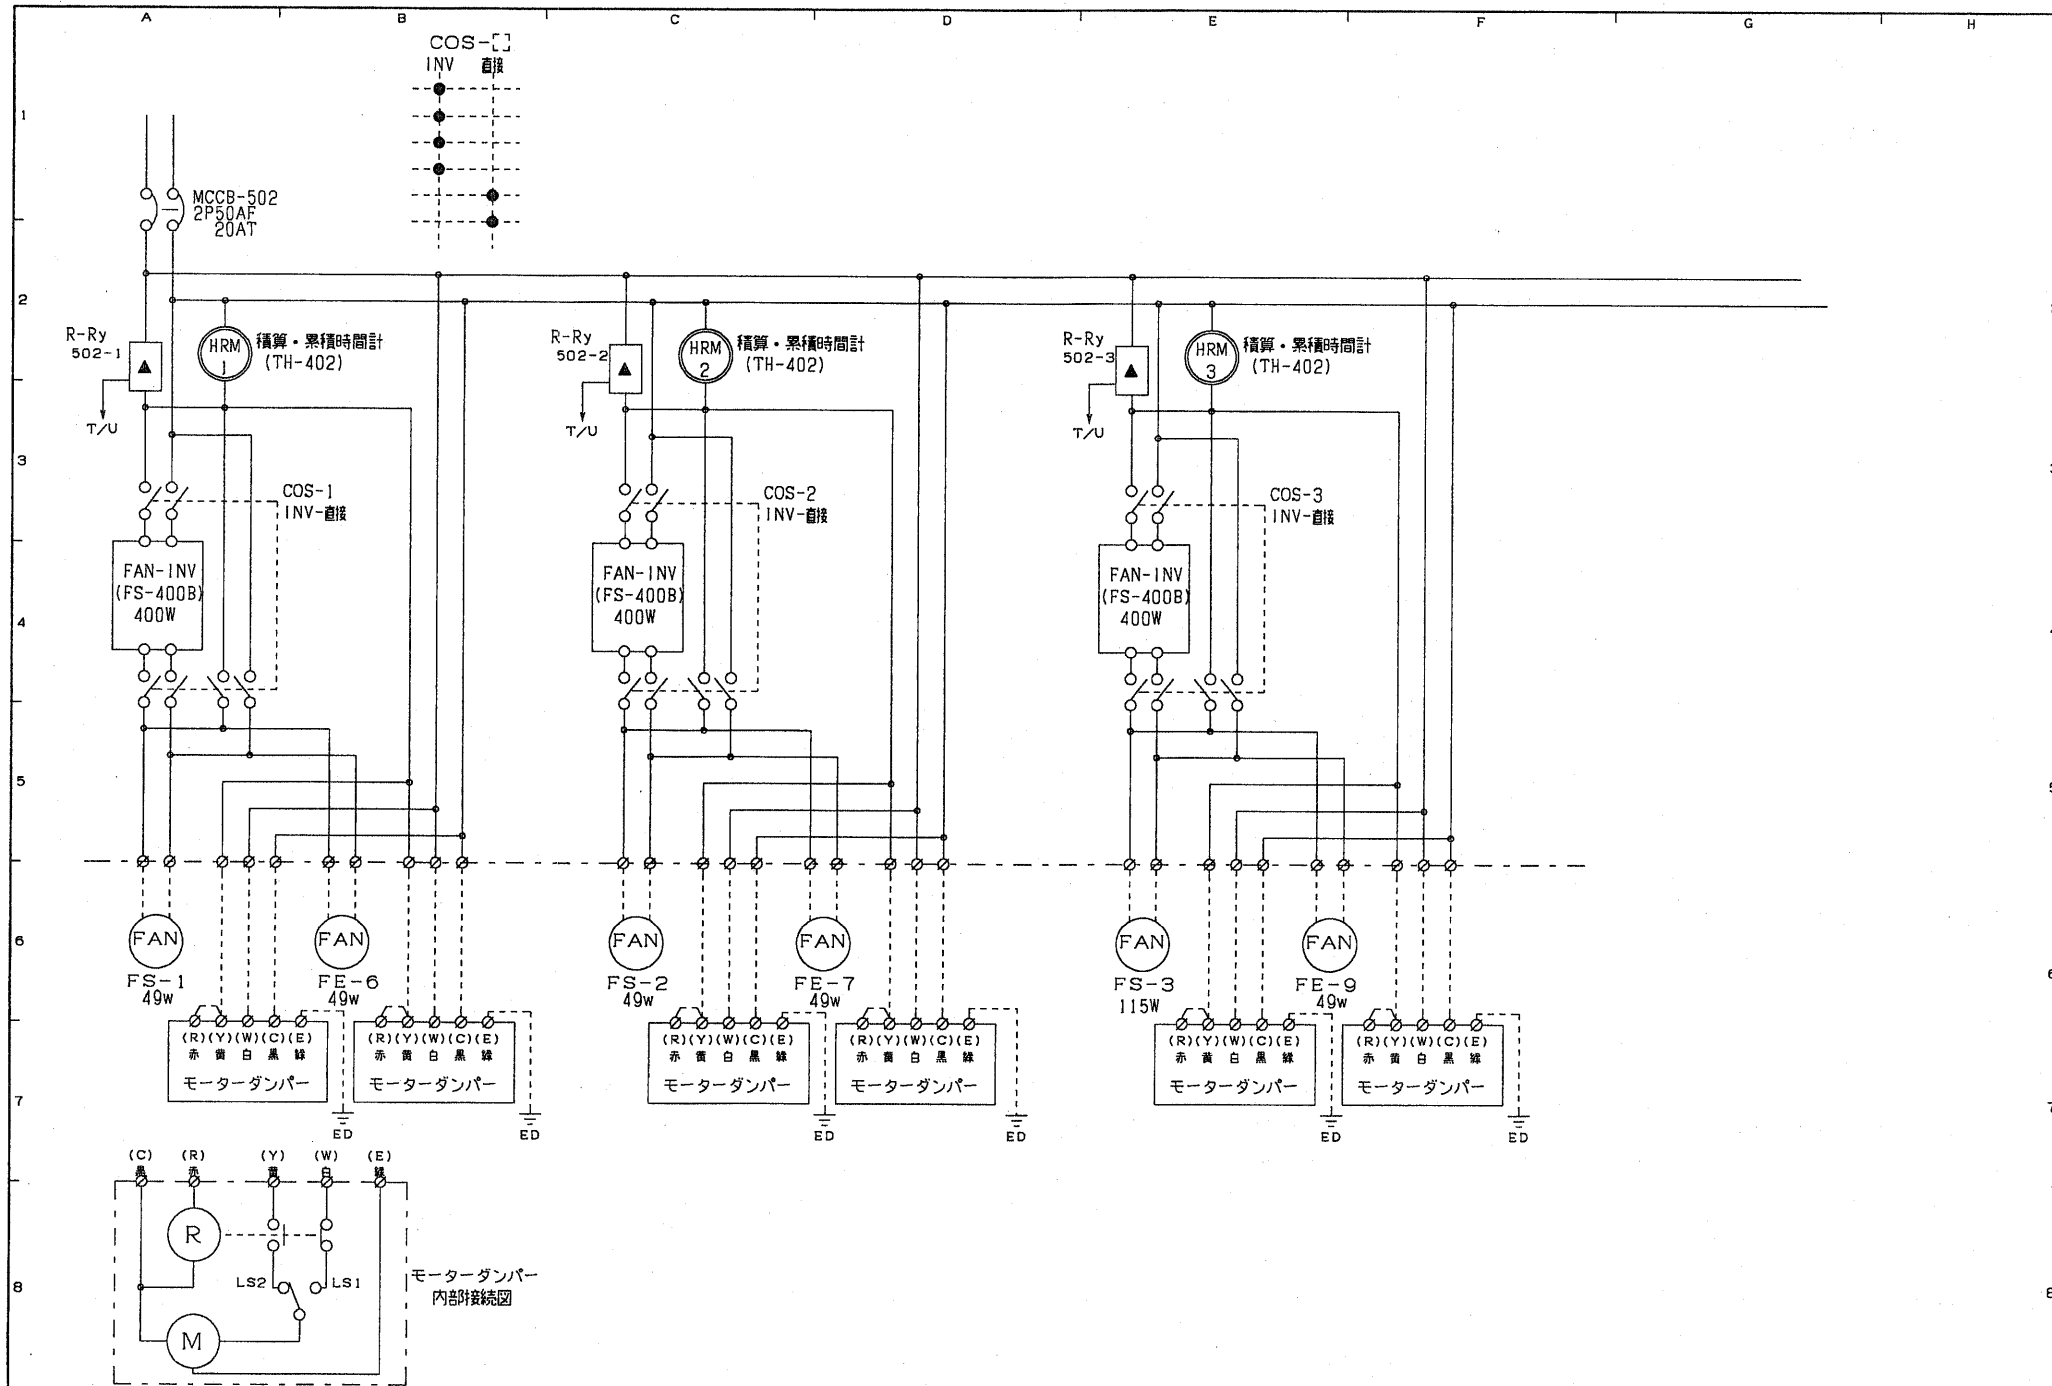 A B C D E F G H
COS-[ ]
INV 直接
1
MCCB-502
2P50AF
20AT
2
R-Ry
502-1
HRM
1
積算・累積時間計
(TH-402)
T/U
R-Ry
502-2
HRM
2
積算・累積時間計
(TH-402)
T/U
R-Ry
502-3
HRM
3
積算・累積時間計
(TH-402)
T/U
3
COS-1
INV-直接
COS-2
INV-直接
COS-3
INV-直接
FAN-INV
(FS-400B)
400W
FAN-INV
(FS-400B)
400W
FAN-INV
(FS-400B)
400W
4
5
6
FAN
FS-1
49W
FAN
FE-6
49W
FAN
FS-2
49W
FAN
FE-7
49W
FAN
FS-3
115W
FAN
FE-9
49W
6
(R)(Y)(W)(C)(E)
赤 黄 白 黒 緑
モーターダンパー
ED
(R)(Y)(W)(C)(E)
赤 黄 白 黒 緑
モーターダンパー
ED
(R)(Y)(W)(C)(E)
赤 黄 白 黒 緑
モーターダンパー
ED
(R)(Y)(W)(C)(E)
赤 黄 白 黒 緑
モーターダンパー
ED
(R)(Y)(W)(C)(E)
赤 黄 白 黒 緑
モーターダンパー
ED
(R)(Y)(W)(C)(E)
赤 黄 白 黒 緑
モーターダンパー
ED
7
(C) (R) (Y) (W) (E)
黒 赤 黄 白 緑
R
LS2
LS1
M
モーターダンパー
内部接続図
8